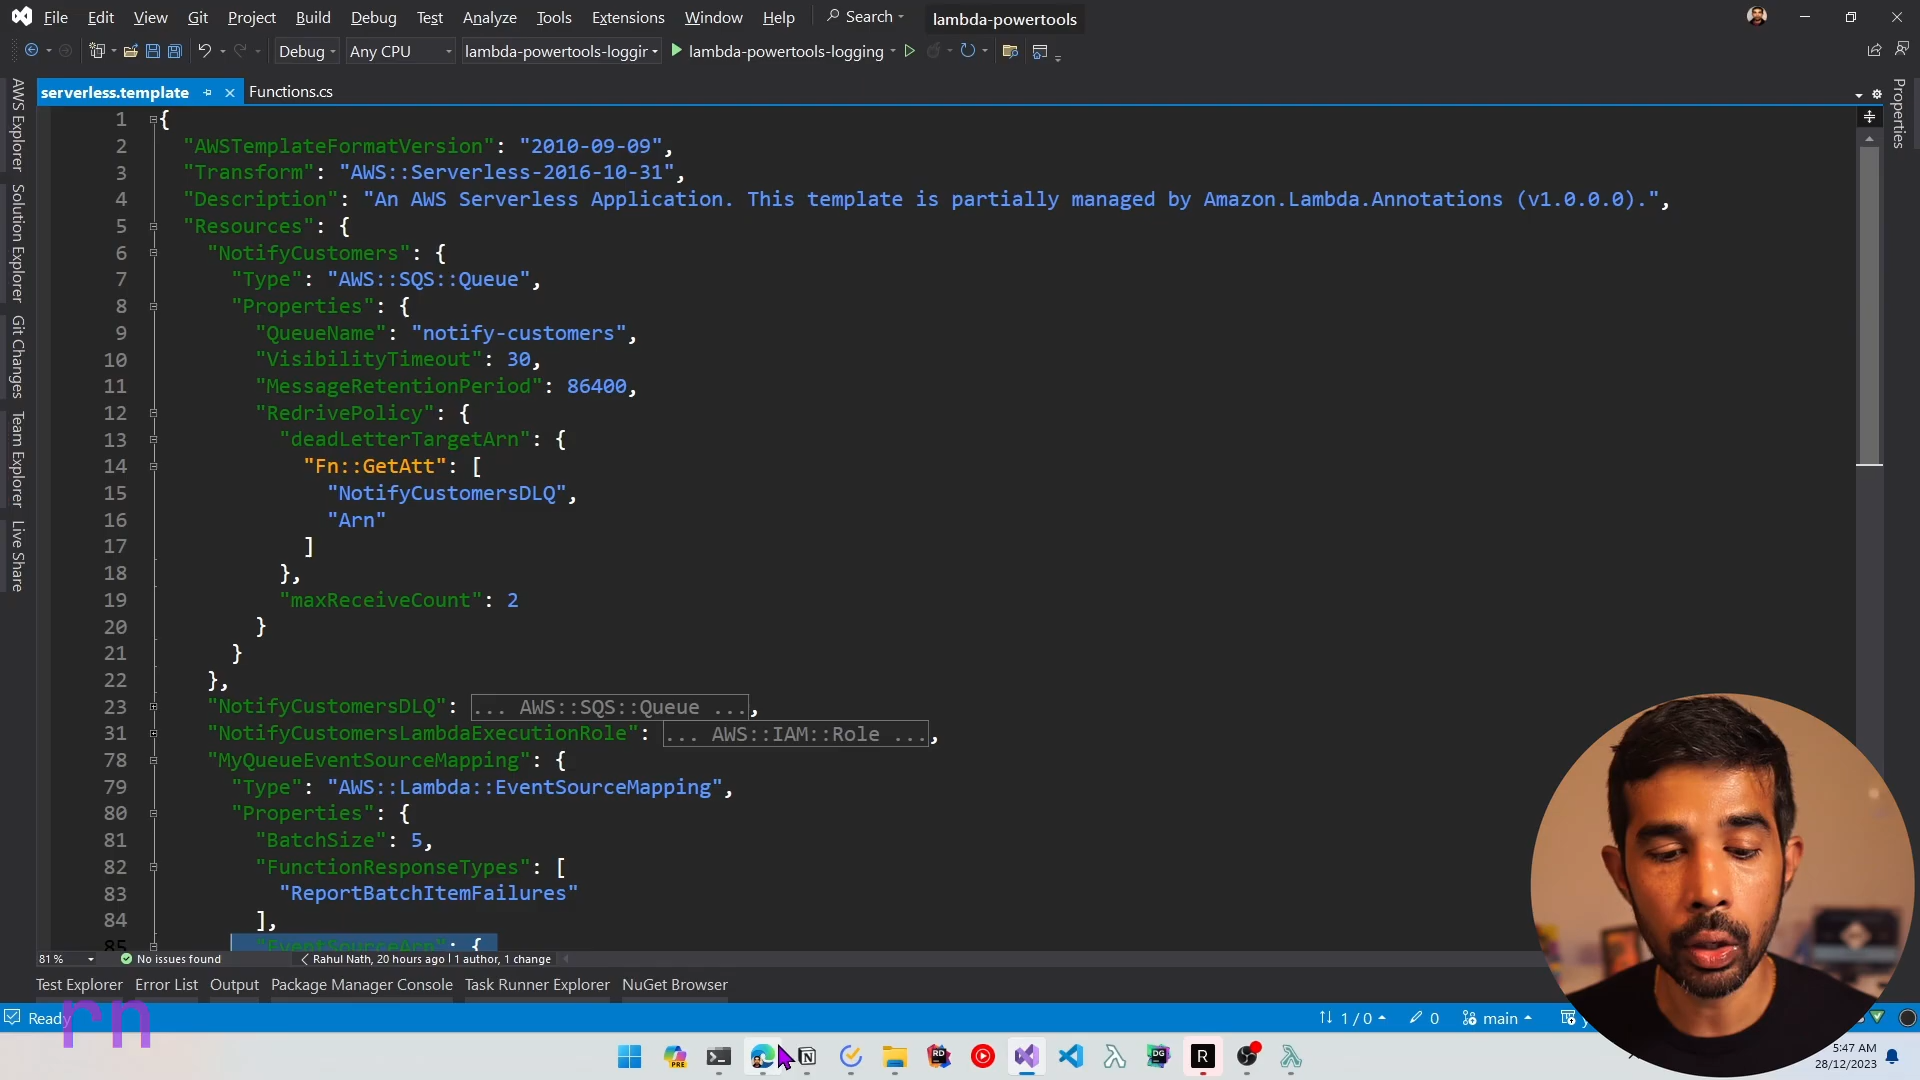 File Edit View Git Project Build Debug Test Analyze Tools Extensions Window Help Search lambda-powertools
Debug Any CPU lambda-powertools-loggir lambda-powertools-logging
serverless.template Functions.cs
AWS Explorer
Solution Explorer
Git Changes
Team Explorer
Live Share
Properties
1 {
2 "AWSTemplateFormatVersion": "2010-09-09",
3 "Transform": "AWS::Serverless-2016-10-31",
4 "Description": "An AWS Serverless Application. This template is partially managed by Amazon.Lambda.Annotations (v1.0.0.0).",
5 "Resources": {
6 "NotifyCustomers": {
7 "Type": "AWS::SQS::Queue",
8 "Properties": {
9 "QueueName": "notify-customers",
10 "VisibilityTimeout": 30,
11 "MessageRetentionPeriod": 86400,
12 "RedrivePolicy": {
13 "deadLetterTargetArn": {
14 "Fn::GetAtt": [
15 "NotifyCustomersDLQ",
16 "Arn"
17 ]
18 },
19 "maxReceiveCount": 2
20 }
21 }
22 },
23 "NotifyCustomersDLQ": ... AWS::SQS::Queue ...,
31 "NotifyCustomersLambdaExecutionRole": ... AWS::IAM::Role ...,
78 "MyQueueEventSourceMapping": {
79 "Type": "AWS::Lambda::EventSourceMapping",
80 "Properties": {
81 "BatchSize": 5,
82 "FunctionResponseTypes": [
83 "ReportBatchItemFailures"
84 ],
85 "EventSourceArn": {
81 % No issues found Rahul Nath, 20 hours ago | 1 author, 1 change
Test Explorer Error List Output Package Manager Console Task Runner Explorer NuGet Browser
Ready 1 / 0 0 main
rn
PRE N RD DG R
5:47 AM
28/12/2023